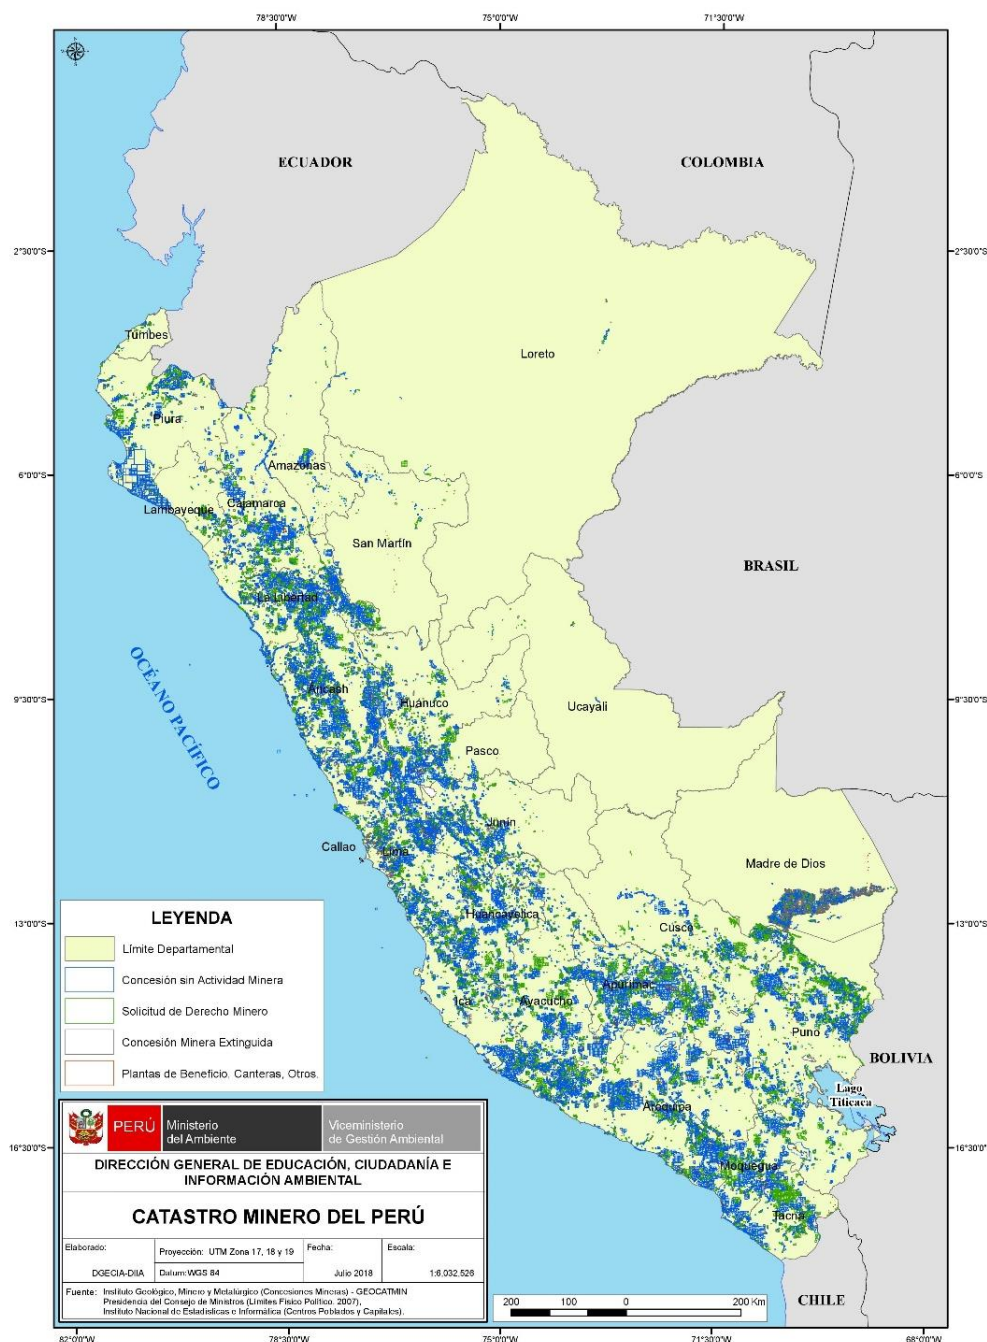 78°30'0"W
75°0'0"W
71°30'0"W
ECUADOR
COLOMBIA
2°30'0"S
2°30'0"S
Tumbes
Loreto
Piura
Amazonas
6°0'0"S
6°0'0"S
Cajamarca
Lambayeque
San Martín
BRASIL
La Libertad
OCÉANO PACÍFICO
Áncash
9°30'0"S
9°30'0"S
Huánuco
Ucayali
Pasco
Junín
Callao
Lima
Madre de Dios
Huancavelica
13°0'0"S
13°0'0"S
Cusco
Apurímac
Ica
Ayacucho
Puno
BOLIVIA
Lago
Titicaca
Arequipa
16°30'0"S
16°30'0"S
Moquegua
Tacna
CHILE
LEYENDA
Límite Departamental
Concesión sin Actividad Minera
Solicitud de Derecho Minero
Concesión Minera Extinguida
Plantas de Beneficio. Canteras, Otros.
PERÚ
Ministerio
del Ambiente
Viceministerio
de Gestión Ambiental
DIRECCIÓN GENERAL DE EDUCACIÓN, CIUDADANÍA E
INFORMACIÓN AMBIENTAL
CATASTRO MINERO DEL PERÚ
Elaborado:
DGECIA-DIIA
Proyección: UTM Zona 17, 18 y 19
Datum: WGS 84
Fecha:
Julio 2018
Escala:
1:6,032,526
Fuente: Instituto Geológico, Minero y Metalúrgico (Concesiones Mineras) - GEOCATMIN
Presidencia del Consejo de Ministros (Límites Físico Político. 2007),
Instituto Nacional de Estadísticas e Informática (Centros Poblados y Capitales).
200 100 0 200 Km
82°0'0"W
78°30'0"W
75°0'0"W
71°30'0"W
68°0'0"W